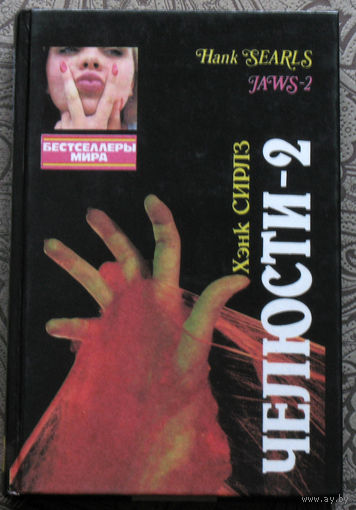 Hank SEARLS
JAWS-2
БЕСТСЕЛЛЕРЫ
МИРА
Хэнк СИРЛЗ
ЧЕЛЮСТИ-2
www.ay.by